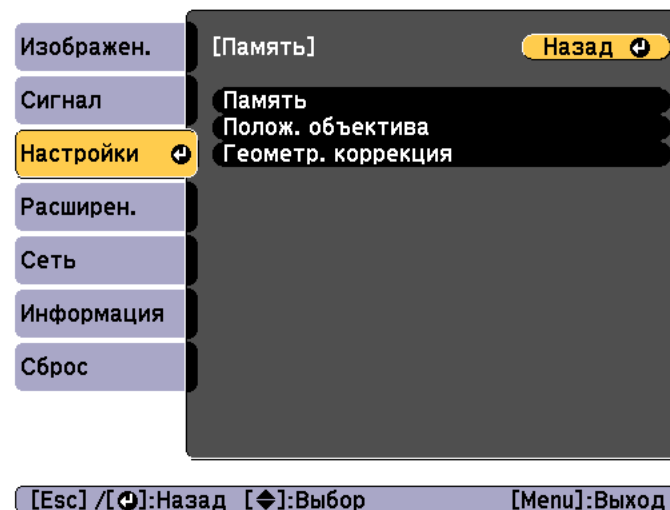 Изображен.
Сигнал
Настройки
Расширен.
Сеть
Информация
Сброс
[Память] Назад
Память
Полож. объектива
Геометр. коррекция
[Esc] /[⏎]:Назад [◆]:Выбор [Menu]:Выход